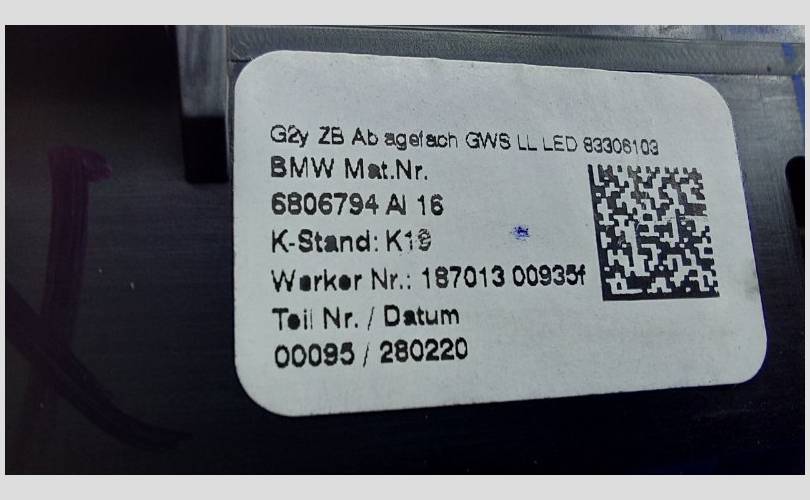 G2y ZB Ablagefach GWS LL LED 83306103
BMW Mat.Nr.
6806794 AI 16
K-Stand: K19
Werker Nr.: 187013 00935f
Teil Nr. / Datum
00095 / 280220